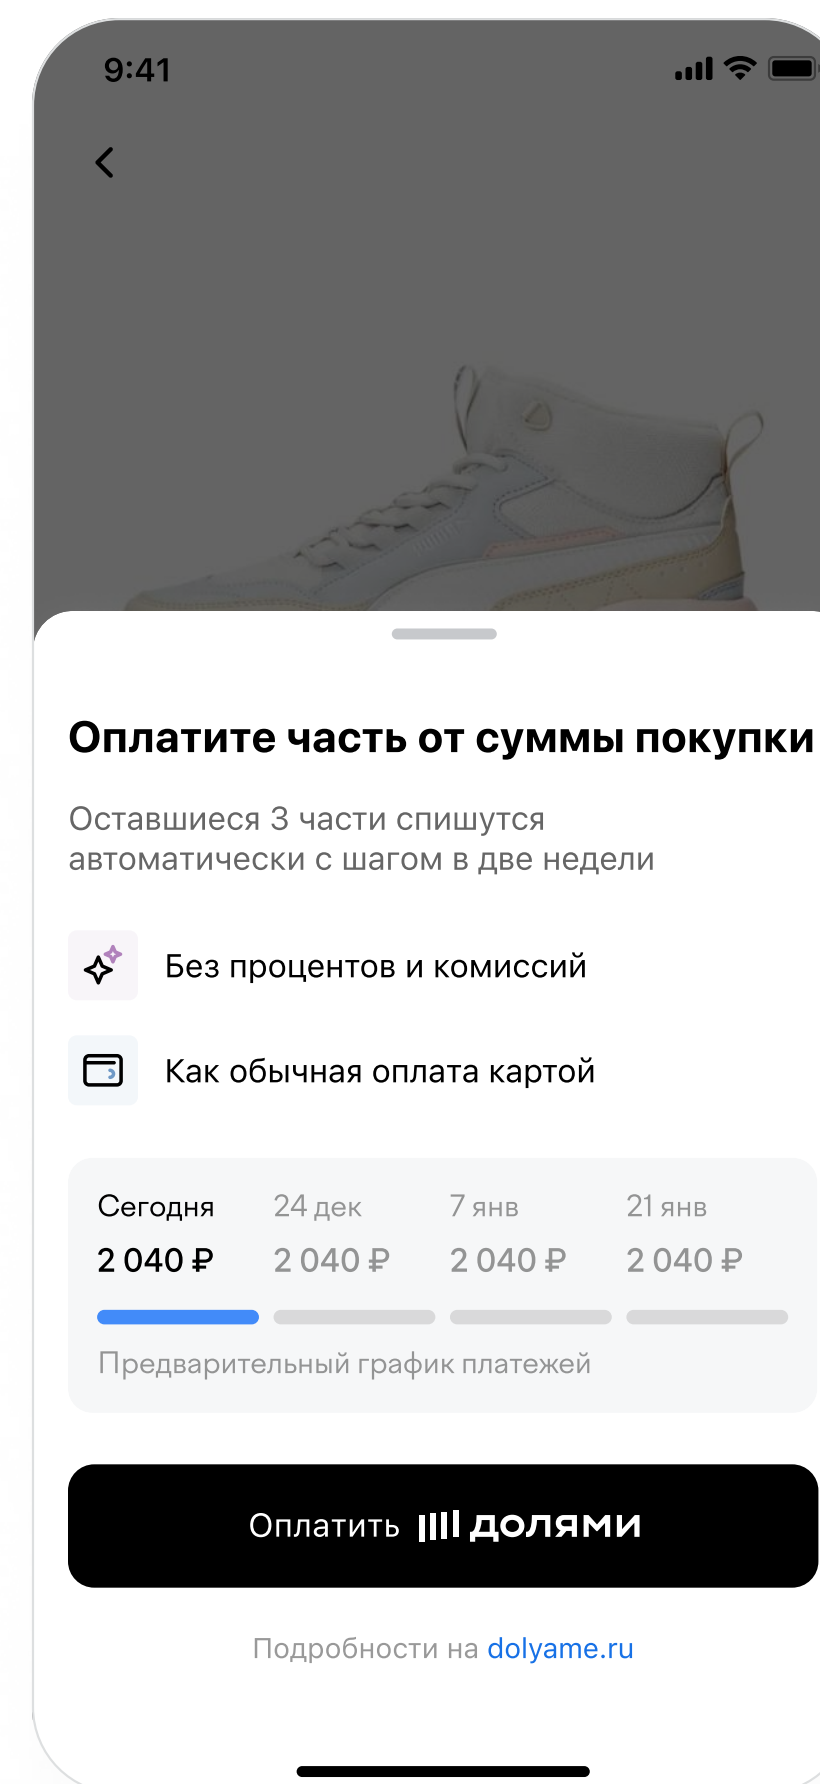 9:41
Оплатите часть от суммы покупки
Оставшиеся 3 части спишутся
автоматически с шагом в две недели
Без процентов и комиссий
Как обычная оплата картой
Сегодня 24 дек 7 янв 21 янв
2 040 ₽ 2 040 ₽ 2 040 ₽ 2 040 ₽
Предварительный график платежей
Оплатить долями
Подробности на dolyame.ru